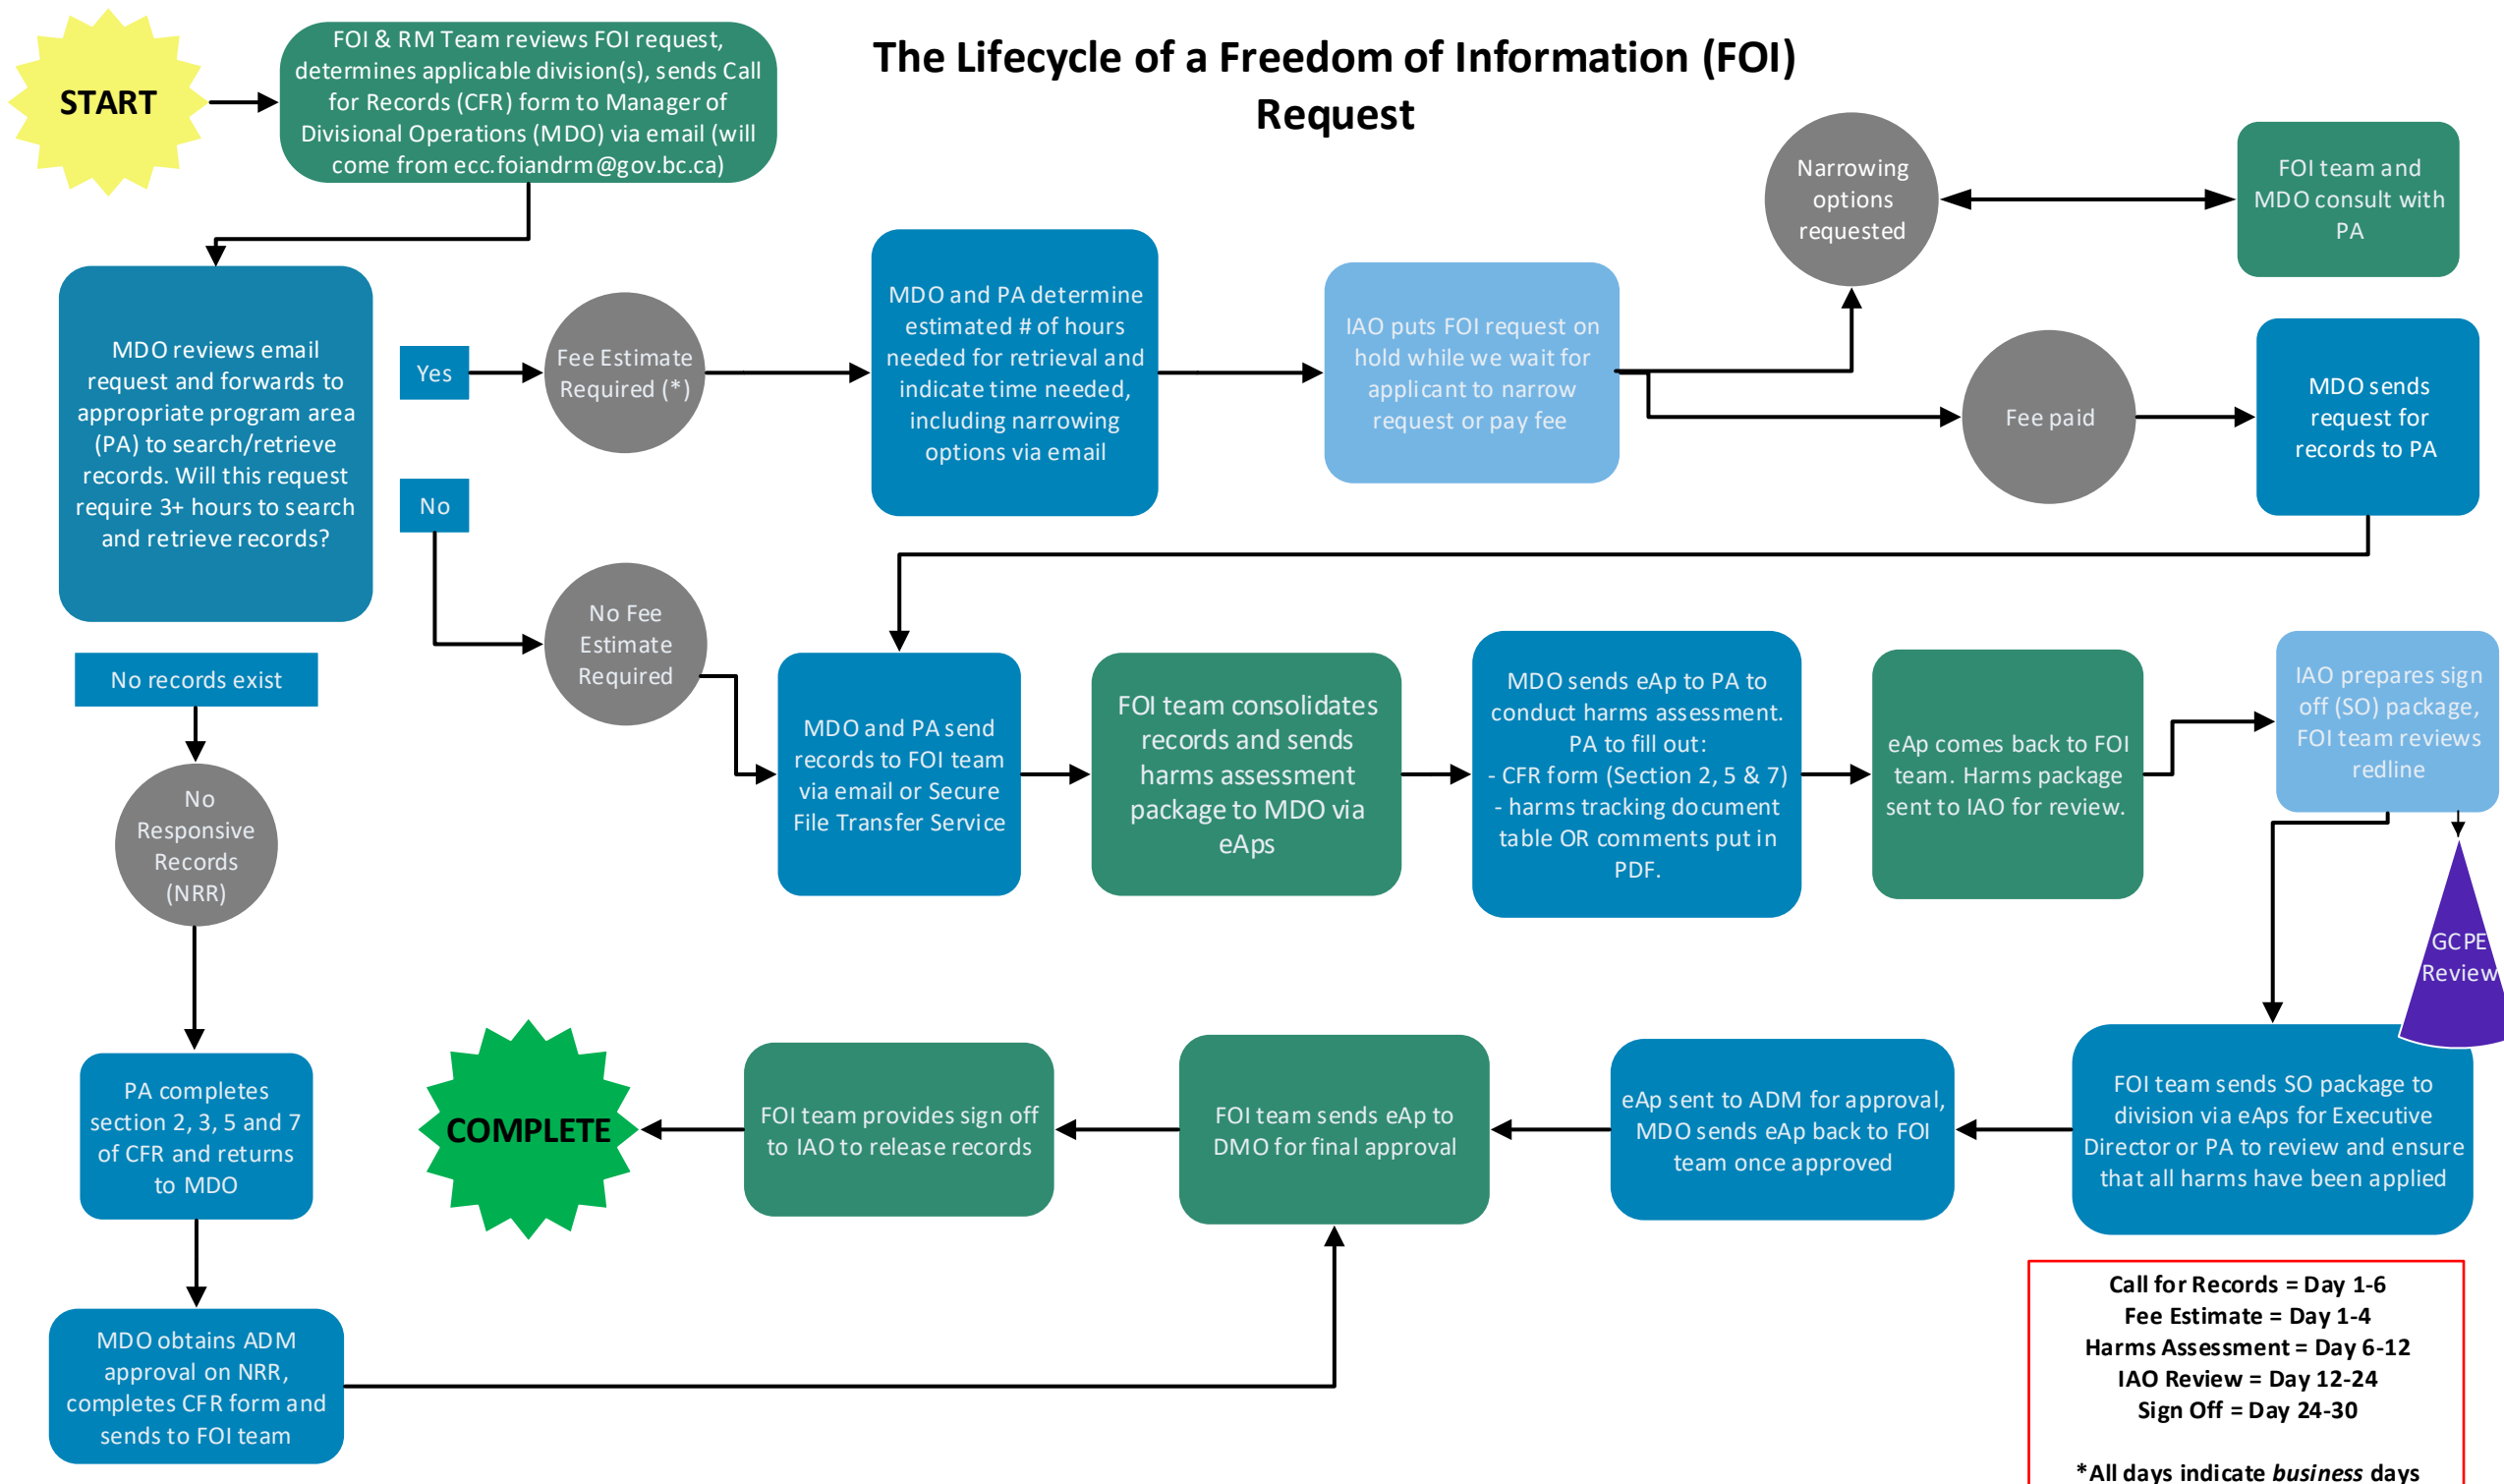 The Lifecycle of a Freedom of Information (FOI)
Request
START
FOI & RM Team reviews FOI request,
determines applicable division(s), sends Call
for Records (CFR) form to Manager of
Divisional Operations (MDO) via email (will
come from ecc.foiandrm@gov.bc.ca)
Narrowing
options
requested
FOI team and
MDO consult with
PA
MDO reviews email
request and forwards to
appropriate program area
(PA) to search/retrieve
records. Will this request
require 3+ hours to search
and retrieve records?
Yes
Fee Estimate
Required (*)
MDO and PA determine
estimated # of hours
needed for retrieval and
indicate time needed,
including narrowing
options via email
IAO puts FOI request on
hold while we wait for
applicant to narrow
request or pay fee
Fee paid
MDO sends
request for
records to PA
No
No Fee
Estimate
Required
No records exist
No
Responsive
Records
(NRR)
MDO and PA send
records to FOI team
via email or Secure
File Transfer Service
FOI team consolidates
records and sends
harms assessment
package to MDO via
eAps
MDO sends eAp to PA to
conduct harms assessment.
PA to fill out:
- CFR form (Section 2, 5 & 7)
- harms tracking document
table OR comments put in
PDF.
eAp comes back to FOI
team. Harms package
sent to IAO for review.
IAO prepares sign
off (SO) package,
FOI team reviews
redline
GCPE
Review
PA completes
section 2, 3, 5 and 7
of CFR and returns
to MDO
COMPLETE
FOI team provides sign off
to IAO to release records
FOI team sends eAp to
DMO for final approval
eAp sent to ADM for approval,
MDO sends eAp back to FOI
team once approved
FOI team sends SO package to
division via eAps for Executive
Director or PA to review and ensure
that all harms have been applied
MDO obtains ADM
approval on NRR,
completes CFR form and
sends to FOI team
Call for Records = Day 1-6
Fee Estimate = Day 1-4
Harms Assessment = Day 6-12
IAO Review = Day 12-24
Sign Off = Day 24-30
*All days indicate business days